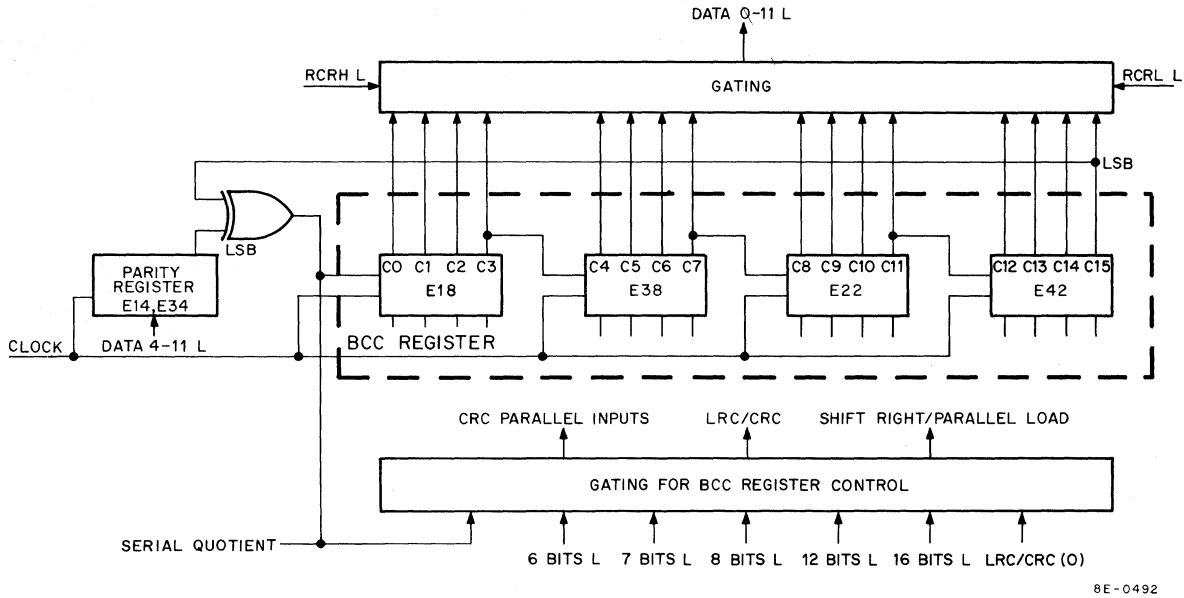 DATA 0-11 L
RCRH L
GATING
RCRL L
LSB
LSB
PARITY
REGISTER
E14, E34
C0 C1 C2 C3
E18
C4 C5 C6 C7
E38
C8 C9 C10 C11
E22
C12 C13 C14 C15
E42
CLOCK
DATA 4-11 L
BCC REGISTER
CRC PARALLEL INPUTS
LRC/CRC
SHIFT RIGHT/PARALLEL LOAD
GATING FOR BCC REGISTER CONTROL
SERIAL QUOTIENT
6 BITS L
7 BITS L
8 BITS L
12 BITS L
16 BITS L
LRC/CRC (0)
8E-0492